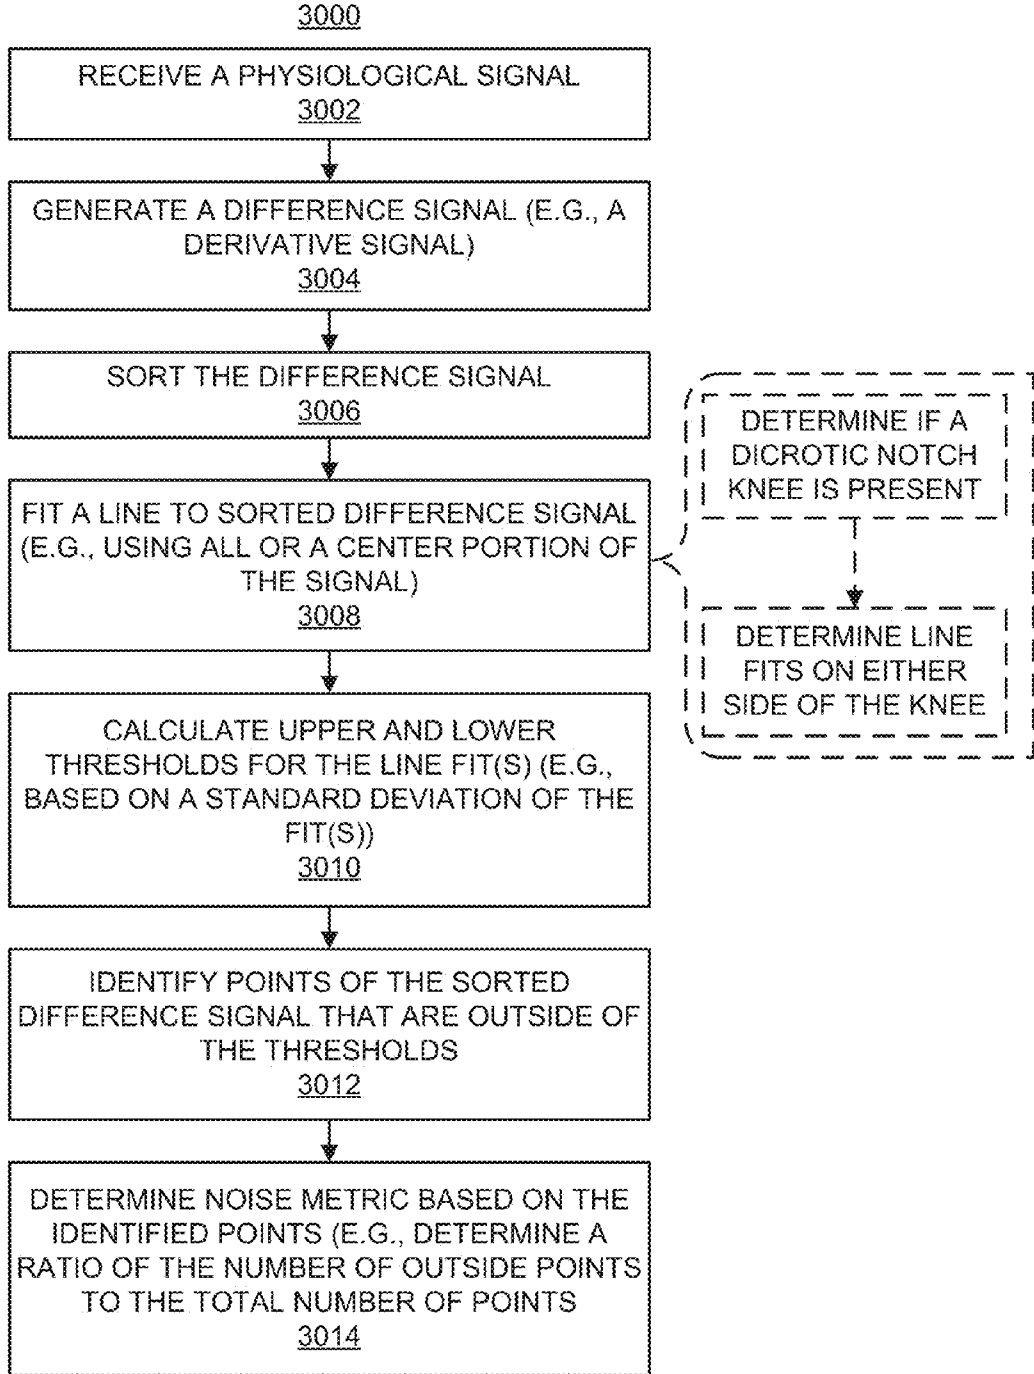 3000
RECEIVE A PHYSIOLOGICAL SIGNAL
3002
GENERATE A DIFFERENCE SIGNAL (E.G., A
DERIVATIVE SIGNAL)
3004
SORT THE DIFFERENCE SIGNAL
3006
FIT A LINE TO SORTED DIFFERENCE SIGNAL
(E.G., USING ALL OR A CENTER PORTION OF
THE SIGNAL)
3008
DETERMINE IF A
DICROTIC NOTCH
KNEE IS PRESENT
DETERMINE LINE
FITS ON EITHER
SIDE OF THE KNEE
CALCULATE UPPER AND LOWER
THRESHOLDS FOR THE LINE FIT(S) (E.G.,
BASED ON A STANDARD DEVIATION OF THE
FIT(S))
3010
IDENTIFY POINTS OF THE SORTED
DIFFERENCE SIGNAL THAT ARE OUTSIDE OF
THE THRESHOLDS
3012
DETERMINE NOISE METRIC BASED ON THE
IDENTIFIED POINTS (E.G., DETERMINE A
RATIO OF THE NUMBER OF OUTSIDE POINTS
TO THE TOTAL NUMBER OF POINTS
3014